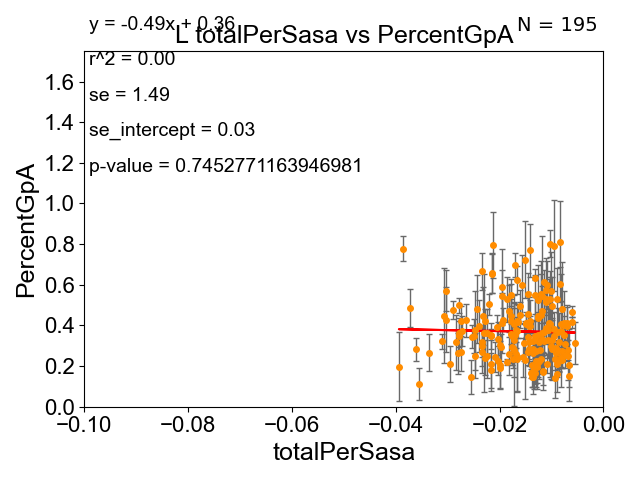 y = -0.49x + 0.36
N = 195
L totalPerSasa vs PercentGpA
r^2 = 0.00
se = 1.49
se_intercept = 0.03
p-value = 0.7452771163946981
PercentGpA
1.6
1.4
1.2
1.0
0.8
0.6
0.4
0.2
0.0
−0.10 −0.08 −0.06 −0.04 −0.02 0.00
totalPerSasa